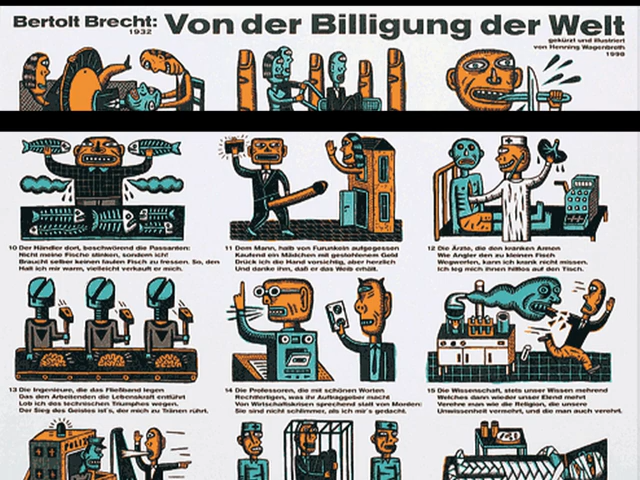 Bertolt Brecht: Von der Billigung der Welt
1932
gekürzt und illustriert
von Henning Wagenbreth
1998
10 Der Händler dort, beschwörend die Passanten:
Nicht meine Fische stinken, sondern ich!
Braucht selber keinen faulen Fisch zu fressen. So, den
Halt ich mir warm, vielleicht verkauft er mich.
11 Dem Mann, halb von Furunkeln aufgegessen
Kaufend ein Mädchen mit gestohlenem Geld
Drück ich die Hand vorsichtig, aber herzlich
Und danke ihm, daß er das Weib erhält.
12 Die Ärzte, die den kranken Armen
Wie Angler den zu kleinen Fisch
Wegwerfen, kann ich krank nicht missen.
Ich leg mich ihnen hilflos auf den Tisch.
13 Die Ingenieure, die das Fließband legen
Das den Arbeitenden die Lebenskraft entführt
Lob ich des technischen Triumphes wegen.
Der Sieg des Geistes ist's, der mich zu Tränen rührt.
14 Die Professoren, die mit schönen Worten
Rechtfertigen, was ihr Auftraggeber macht
Von Wirtschaftskrisen sprechend statt von Morden:
Sie sind nicht schlimmer, als ich mir's gedacht.
15 Die Wissenschaft, stets unser Wissen mehrend
Welches dann wieder unser Elend mehrt
Verehre man wie die Religion, die unsre
Unwissenheit vermehrt, und die man auch verehrt.
POLIZEI